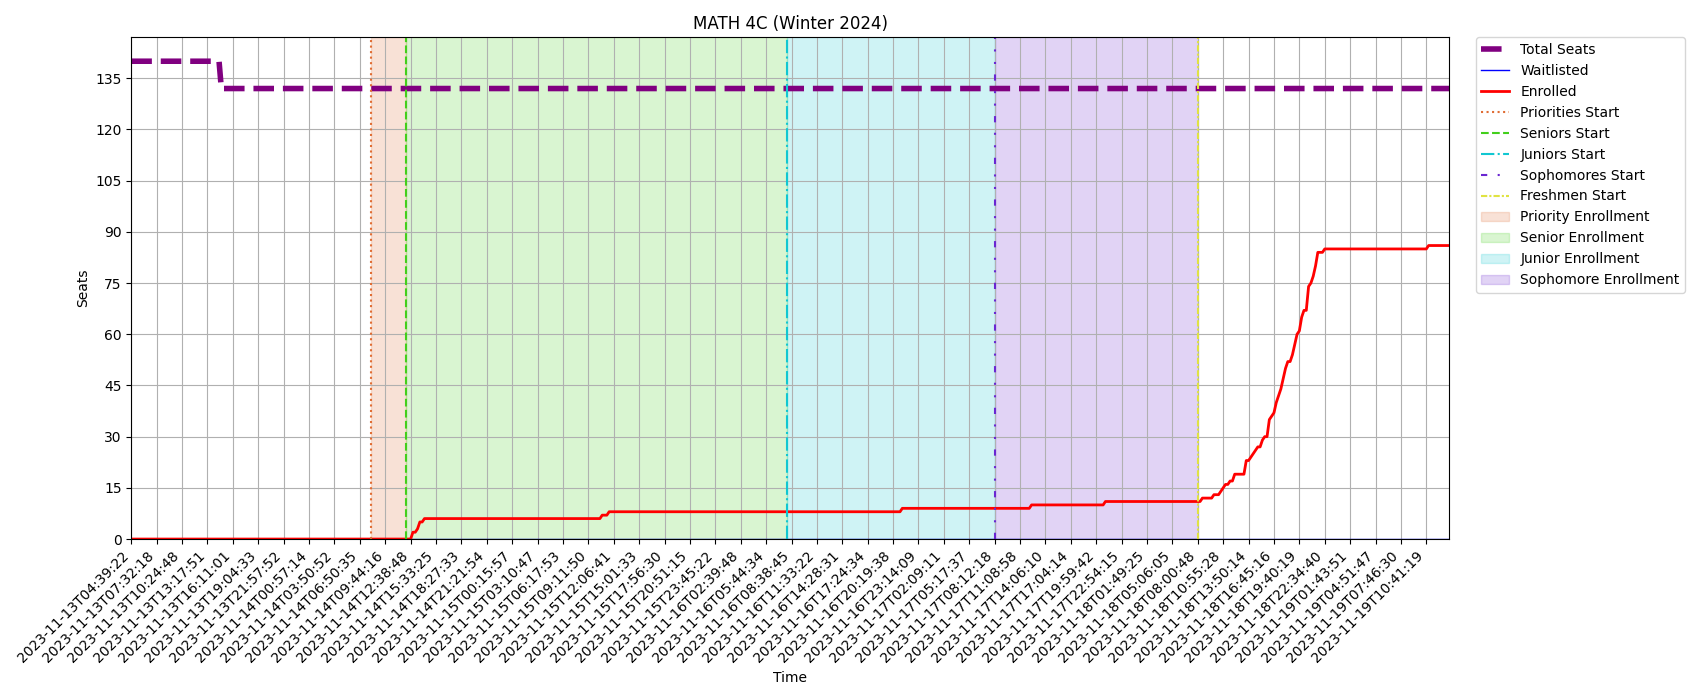 MATH 4C (Winter 2024)
Seats
135
120
105
90
75
60
45
30
15
0
2023-11-13T04:39:22
2023-11-13T07:32:18
2023-11-13T10:24:48
2023-11-13T13:17:51
2023-11-13T16:11:01
2023-11-13T19:04:33
2023-11-13T21:57:52
2023-11-14T00:57:14
2023-11-14T03:50:52
2023-11-14T06:50:35
2023-11-14T09:44:16
2023-11-14T12:38:48
2023-11-14T15:33:25
2023-11-14T18:27:33
2023-11-14T21:21:54
2023-11-15T00:15:57
2023-11-15T03:10:47
2023-11-15T06:17:53
2023-11-15T09:11:50
2023-11-15T12:06:41
2023-11-15T15:01:33
2023-11-15T17:56:30
2023-11-15T20:51:15
2023-11-15T23:45:22
2023-11-16T02:39:48
2023-11-16T05:44:34
2023-11-16T08:38:45
2023-11-16T11:33:22
2023-11-16T14:28:31
2023-11-16T17:24:34
2023-11-16T20:19:38
2023-11-16T23:14:09
2023-11-17T02:09:11
2023-11-17T05:17:37
2023-11-17T08:12:18
2023-11-17T11:08:58
2023-11-17T14:06:10
2023-11-17T17:04:14
2023-11-17T19:59:42
2023-11-17T22:54:15
2023-11-18T01:49:25
2023-11-18T05:06:05
2023-11-18T08:00:48
2023-11-18T10:55:28
2023-11-18T13:50:14
2023-11-18T16:45:16
2023-11-18T19:40:19
2023-11-18T22:34:40
2023-11-19T01:43:51
2023-11-19T04:51:47
2023-11-19T07:46:30
2023-11-19T10:41:19
Time
Total Seats
Waitlisted
Enrolled
Priorities Start
Seniors Start
Juniors Start
Sophomores Start
Freshmen Start
Priority Enrollment
Senior Enrollment
Junior Enrollment
Sophomore Enrollment